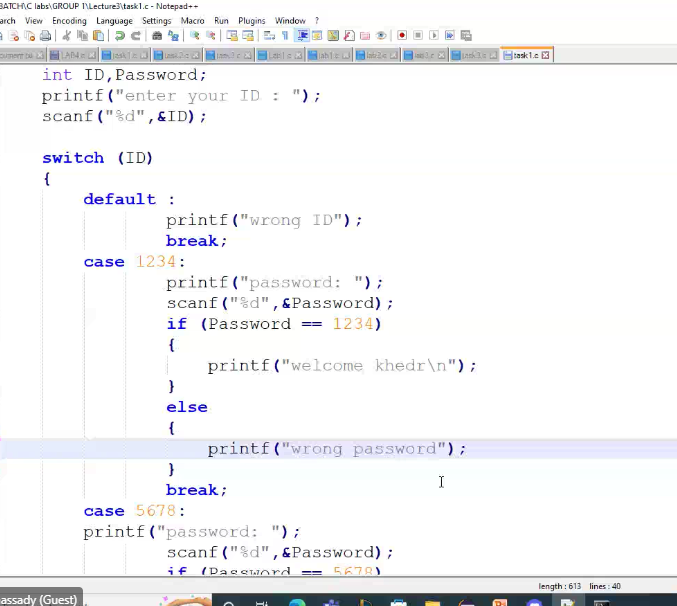 BATCH\C labs\GROUP 1\Lecture3\task1.c - Notepad++
arch View Encoding Language Settings Macro Run Plugins Window ?
task1.c
int ID,Password;
printf("enter your ID : ");
scanf("%d",&ID);
switch (ID)
{
default :
printf("wrong ID");
break;
case 1234:
printf("password: ");
scanf("%d",&Password);
if (Password == 1234)
{
printf("welcome khedr\n");
}
else
{
printf("wrong password");
}
break;
case 5678:
printf("password: ");
scanf("%d",&Password);
if (Password == 5678)
length : 613 lines : 40
assady (Guest)